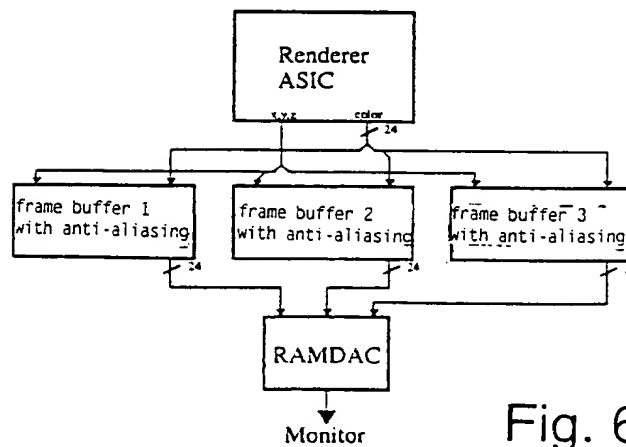 Renderer
ASIC
x,y,z color
24
frame buffer 1
with anti-aliasing
frame buffer 2
with anti-aliasing
frame buffer 3
with anti-aliasing
24
24
RAMDAC
Monitor
Fig. 6